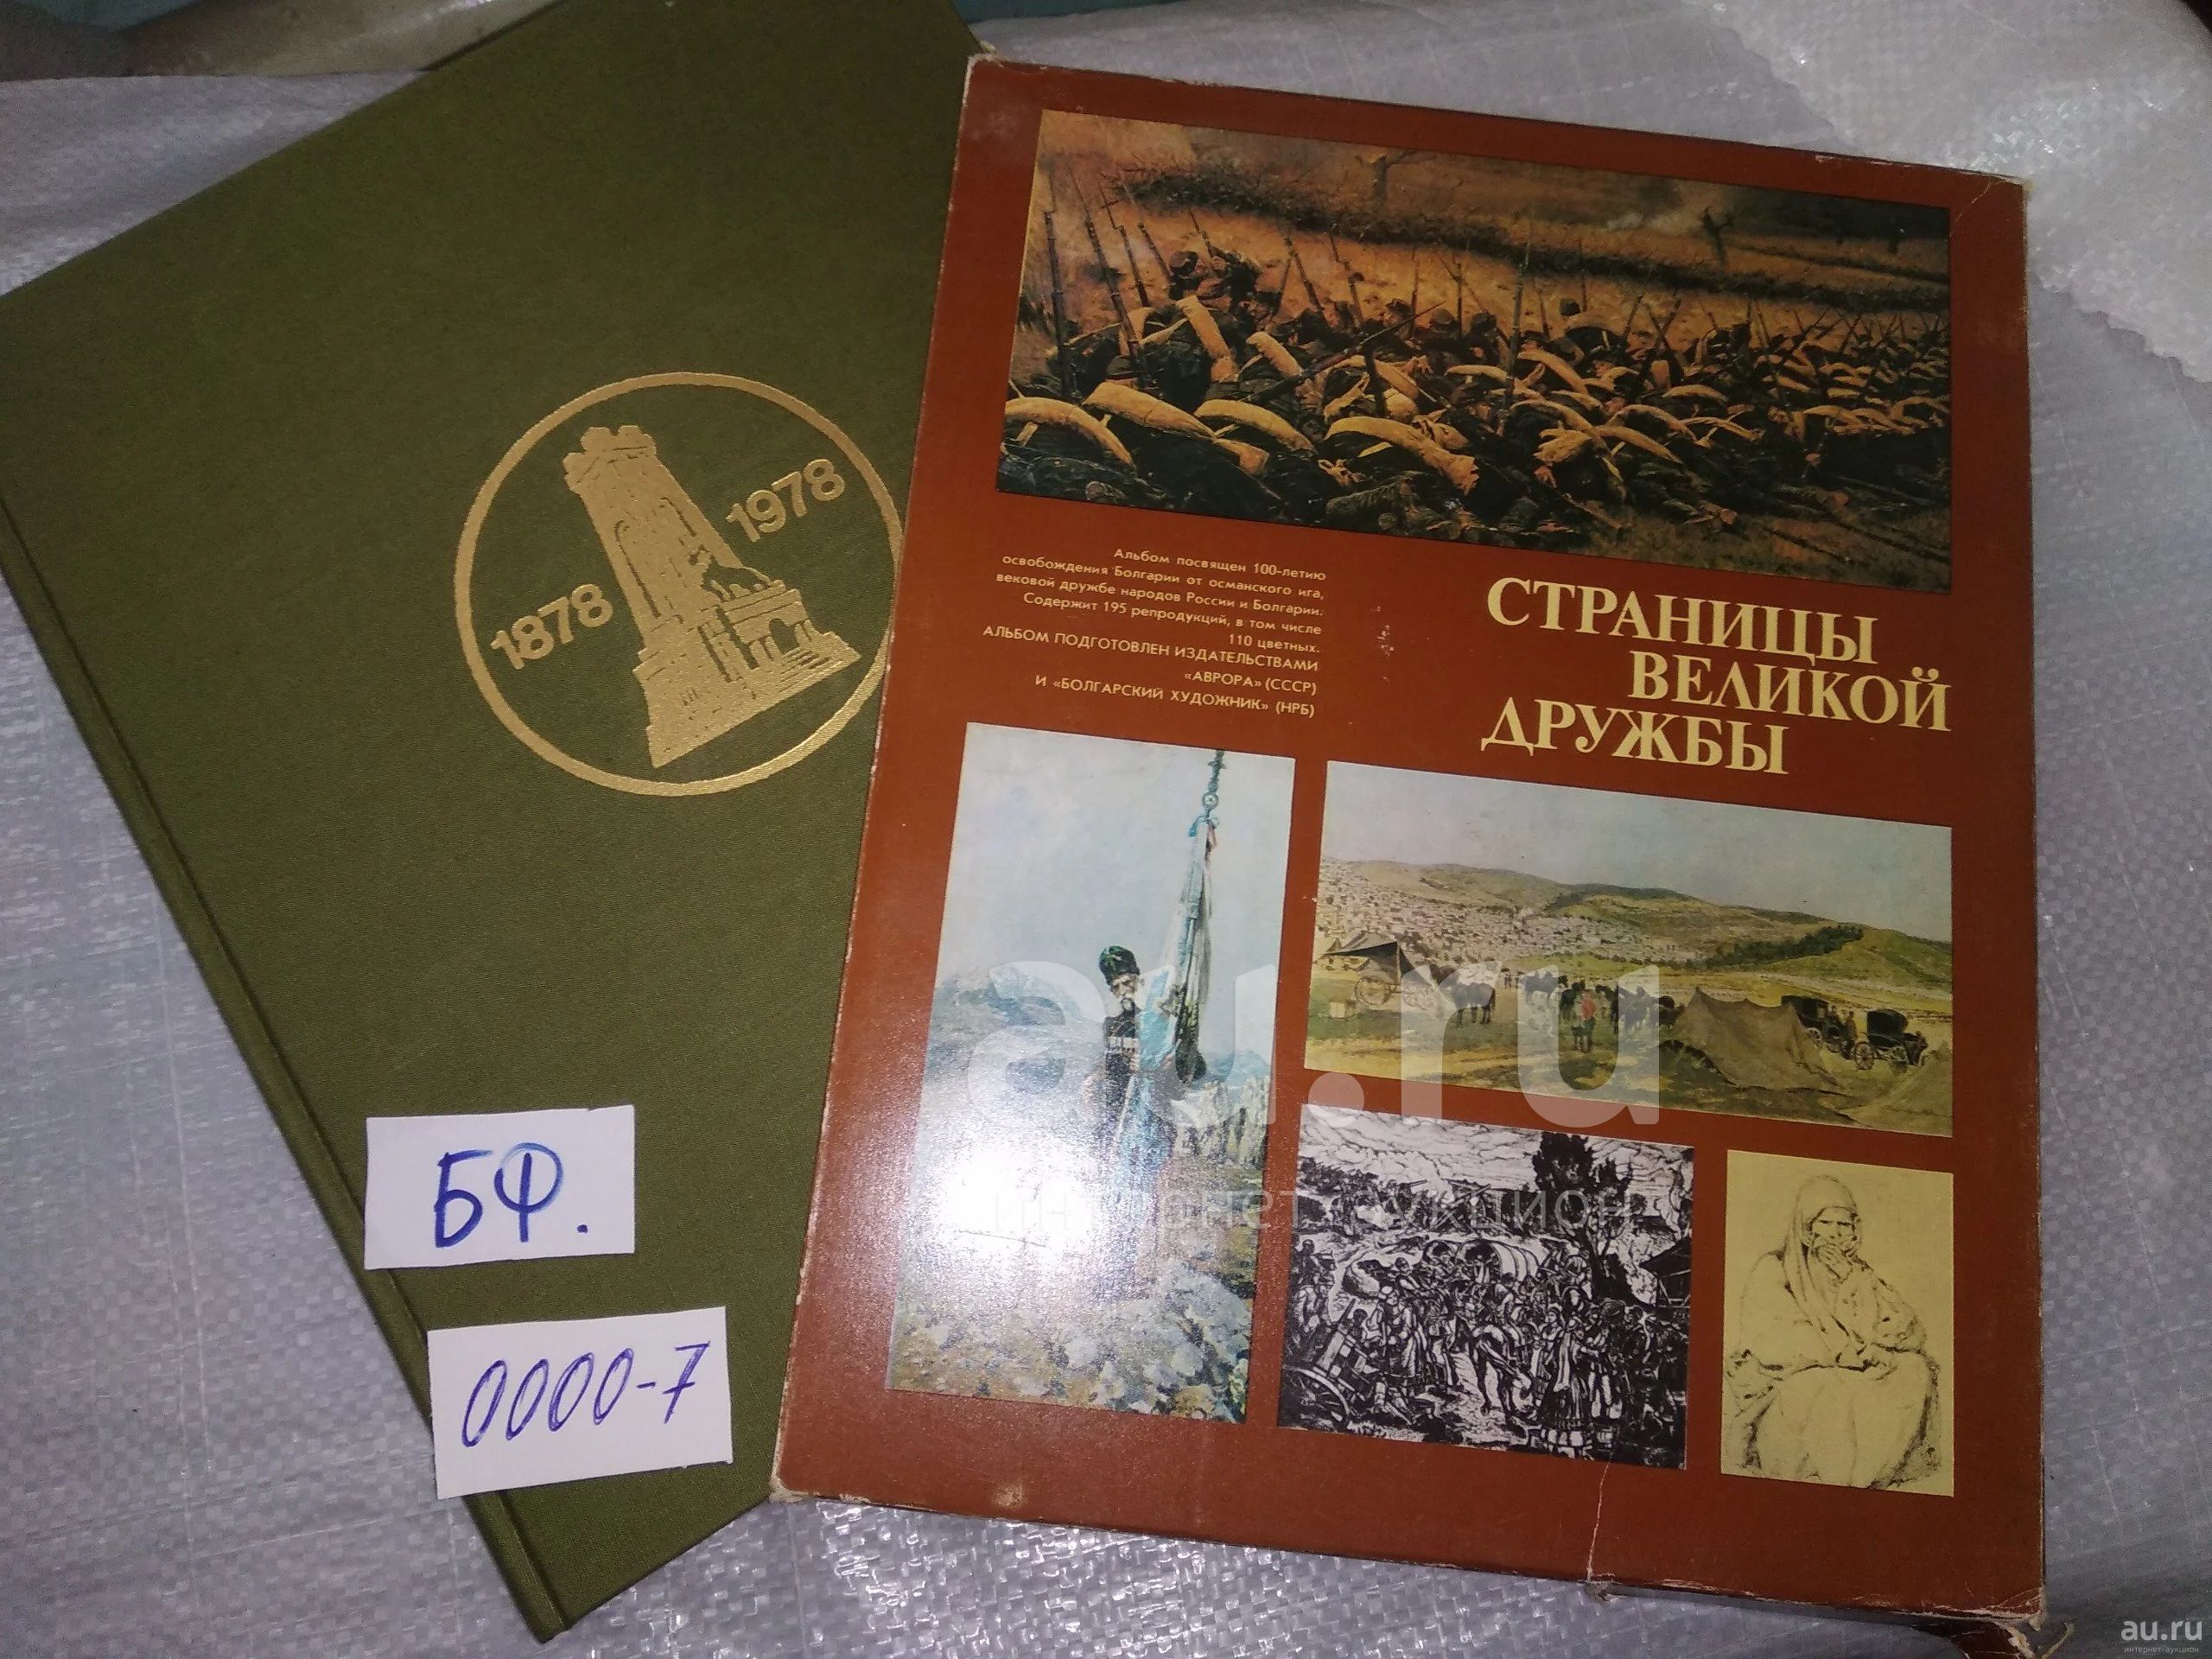 1878
1978
Альбом посвящен 100-летию
освобождения Болгарии от османского ига,
вековой дружбе народов России и Болгарии.
Содержит 195 репродукций, в том числе
110 цветных.
АЛЬБОМ ПОДГОТОВЛЕН ИЗДАТЕЛЬСТВАМИ
«АВРОРА» (СССР)
И «БОЛГАРСКИЙ ХУДОЖНИК» (НРБ)
СТРАНИЦЫ
ВЕЛИКОЙ
ДРУЖБЫ
БФ.
0000-7
au.ru
интернет аукцион
au.ru
интернет-аукцион